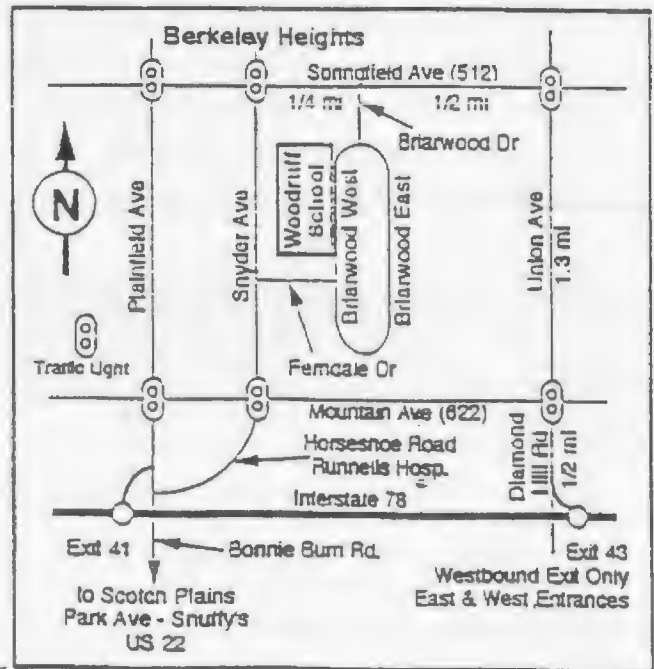 Berkeley Heights
Sonnofield Ave (512)
1/4 mi 1/2 mi
Briarwood Dr
N
Plainfield Ave
Snyder Ave
Woodruff
School
Briarwood West
Briarwood East
Union Ave
1.3 mi
Ferndale Dr
Traffic Light
Mountain Ave (622)
Horseshoe Road
Runnells Hosp.
Diamond
Hill Rd
1/2 mi
Interstate 78
Exit 41
Bonnie Burn Rd.
Exit 43
Westbound Exit Only
East & West Entrances
to Scotch Plains
Park Ave - Snuffy's
US 22